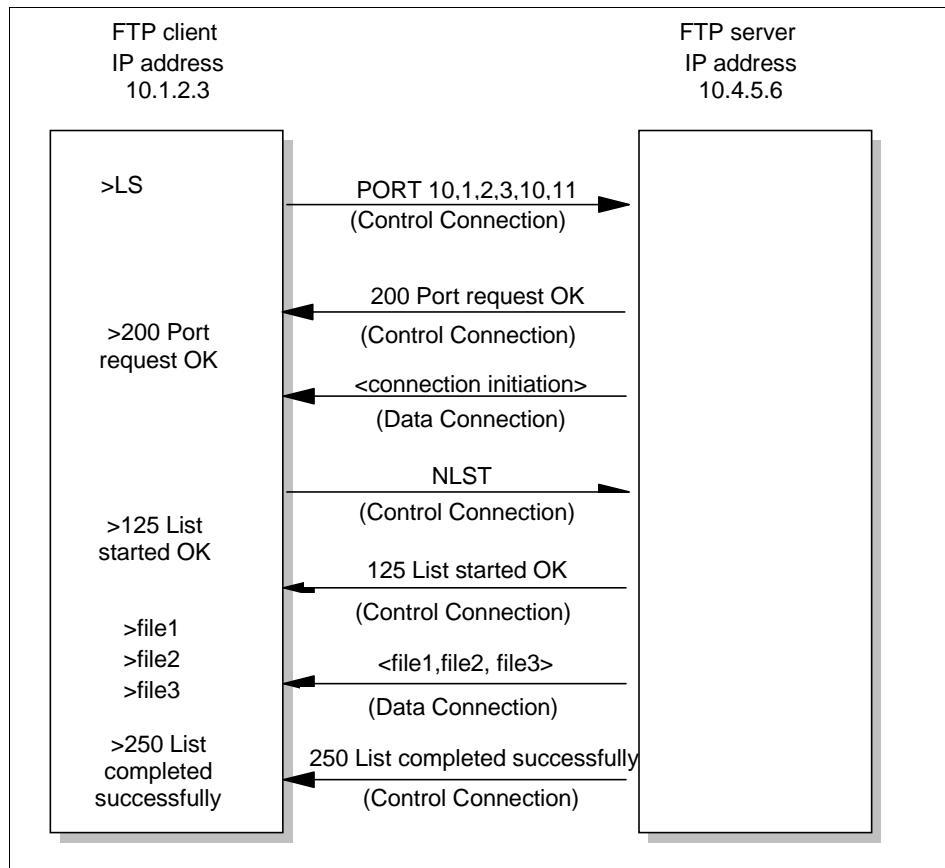 FTP client
IP address
10.1.2.3
FTP server
IP address
10.4.5.6
>LS
PORT 10,1,2,3,10,11
(Control Connection)
200 Port request OK
(Control Connection)
>200 Port
request OK
<connection initiation>
(Data Connection)
NLST
(Control Connection)
>125 List
started OK
125 List started OK
(Control Connection)
>file1
>file2
>file3
<file1,file2, file3>
(Data Connection)
>250 List
completed
successfully
250 List completed successfully
(Control Connection)